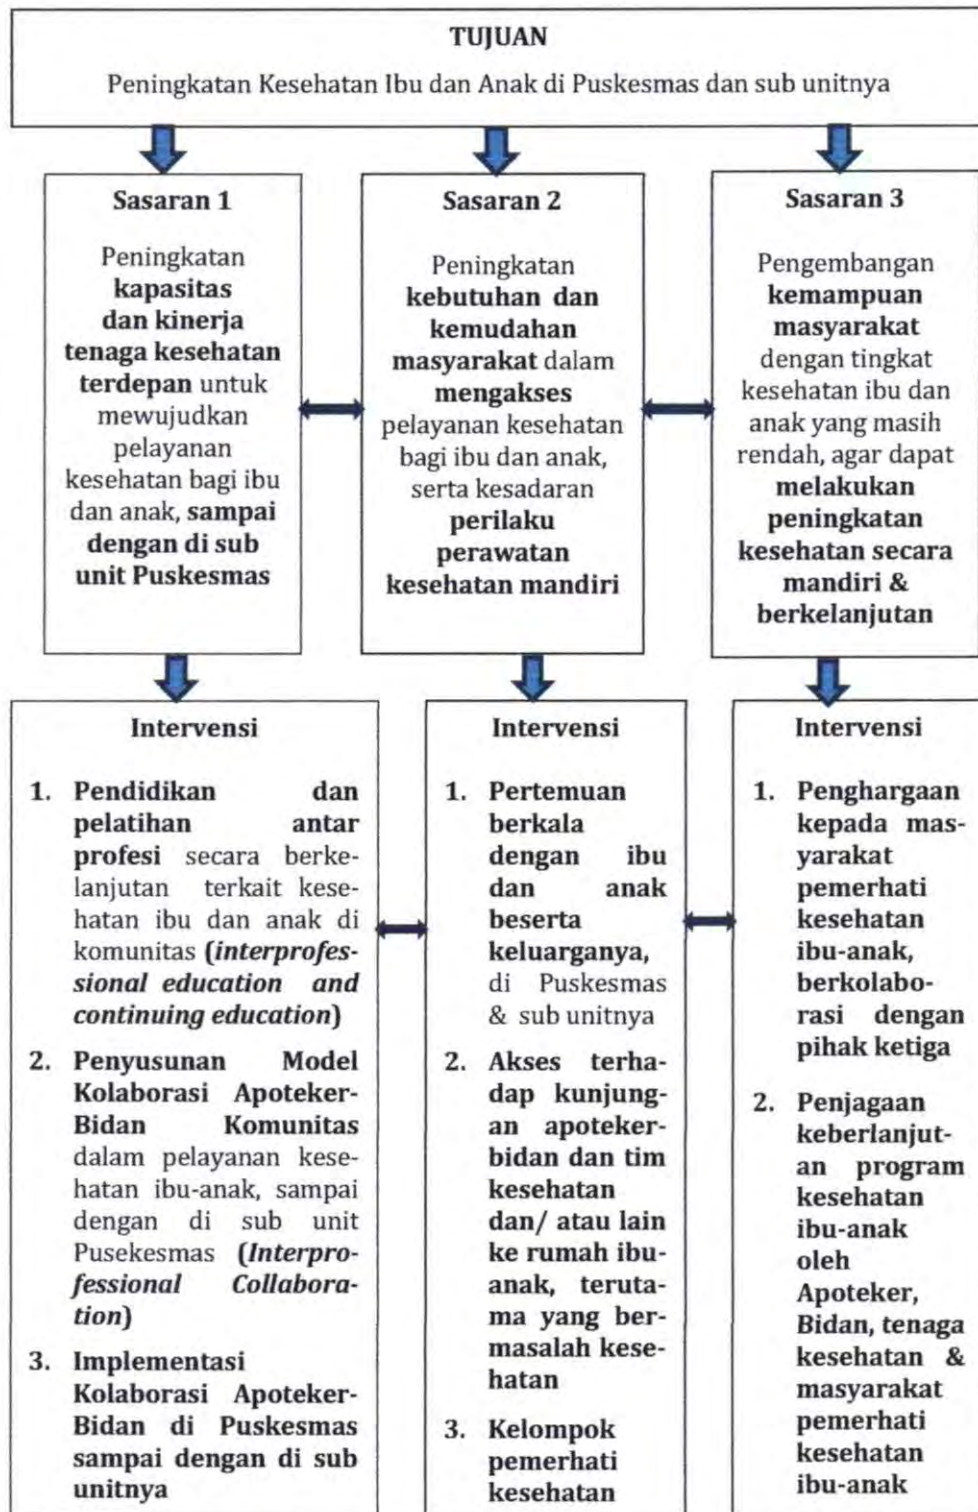 TUJUAN
Peningkatan Kesehatan Ibu dan Anak di Puskesmas dan sub unitnya
Sasaran 1
Peningkatan
kapasitas
dan kinerja
tenaga kesehatan
terdepan untuk
mewujudkan
pelayanan
kesehatan bagi ibu
dan anak, sampai
dengan di sub
unit Puskesmas
Sasaran 2
Peningkatan
kebutuhan dan
kemudahan
masyarakat dalam
mengakses
pelayanan kesehatan
bagi ibu dan anak,
serta kesadaran
perilaku
perawatan
kesehatan mandiri
Sasaran 3
Pengembangan
kemampuan
masyarakat
dengan tingkat
kesehatan ibu dan
anak yang masih
rendah, agar dapat
melakukan
peningkatan
kesehatan secara
mandiri &
berkelanjutan
Intervensi
1. Pendidikan dan
pelatihan antar
profesi secara berke-
lanjutan terkait kese-
hatan ibu dan anak di
komunitas (interprofes-
sional education and
continuing education)
2. Penyusunan Model
Kolaborasi Apoteker-
Bidan Komunitas
dalam pelayanan kese-
hatan ibu-anak, sampai
dengan di sub unit
Pusekesmas (Interpro-
fessional Collabora-
tion)
3. Implementasi
Kolaborasi Apoteker-
Bidan di Puskesmas
sampai dengan di sub
unitnya
Intervensi
1. Pertemuan
berkala
dengan ibu
dan anak
beserta
keluarganya,
di Puskesmas
& sub unitnya
2. Akses terha-
dap kunjung-
an apoteker-
bidan dan tim
kesehatan
dan/ atau lain
ke rumah ibu-
anak, teruta-
ma yang ber-
masalah kese-
hatan
3. Kelompok
pemerhati
kesehatan
Intervensi
1. Penghargaan
kepada mas-
yarakat
pemerhati
kesehatan
ibu-anak,
berkolabo-
rasi dengan
pihak ketiga
2. Penjagaan
keberlanjut-
an program
kesehatan
ibu-anak
oleh
Apoteker,
Bidan, tenaga
kesehatan &
masyarakat
pemerhati
kesehatan
ibu-anak